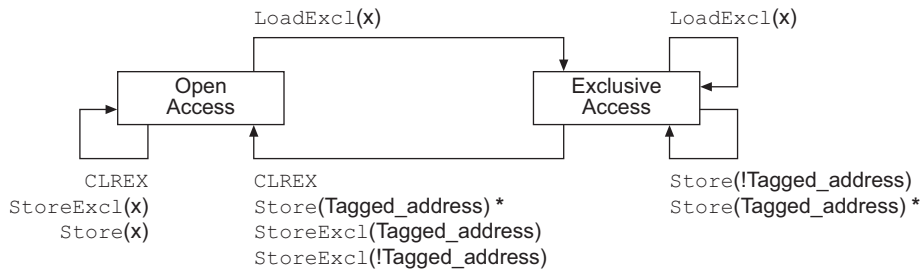 LoadExcl(x)
LoadExcl(x)
Open
Access
Exclusive
Access
CLREX
StoreExcl(x)
Store(x)
CLREX
Store(Tagged_address) *
StoreExcl(Tagged_address)
StoreExcl(!Tagged_address)
Store(!Tagged_address)
Store(Tagged_address) *